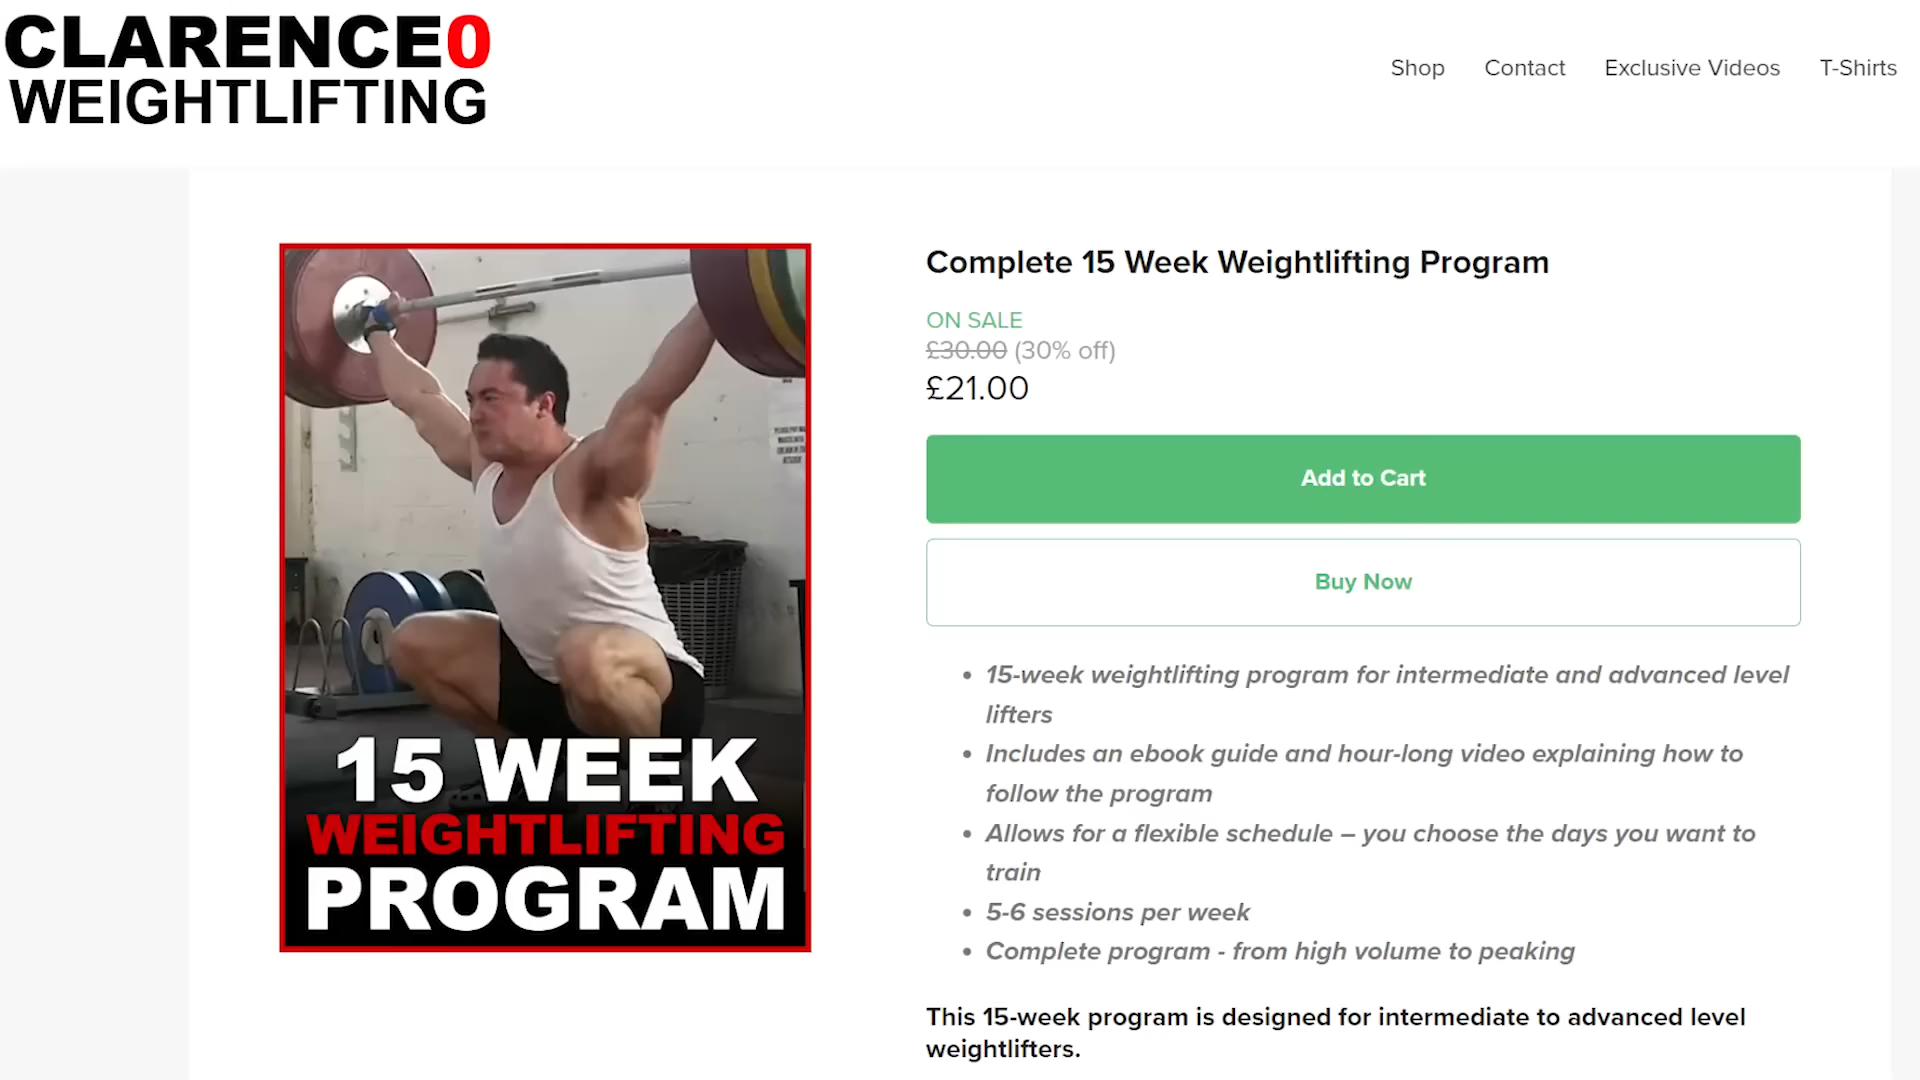 CLARENCE0
WEIGHTLIFTING
Shop
Contact
Exclusive Videos
T-Shirts
15 WEEK
WEIGHTLIFTING
PROGRAM
Complete 15 Week Weightlifting Program
ON SALE
£30.00 (30% off)
£21.00
Add to Cart
Buy Now
• 15-week weightlifting program for intermediate and advanced level
lifters
• Includes an ebook guide and hour-long video explaining how to
follow the program
• Allows for a flexible schedule – you choose the days you want to
train
• 5-6 sessions per week
• Complete program - from high volume to peaking
This 15-week program is designed for intermediate to advanced level
weightlifters.